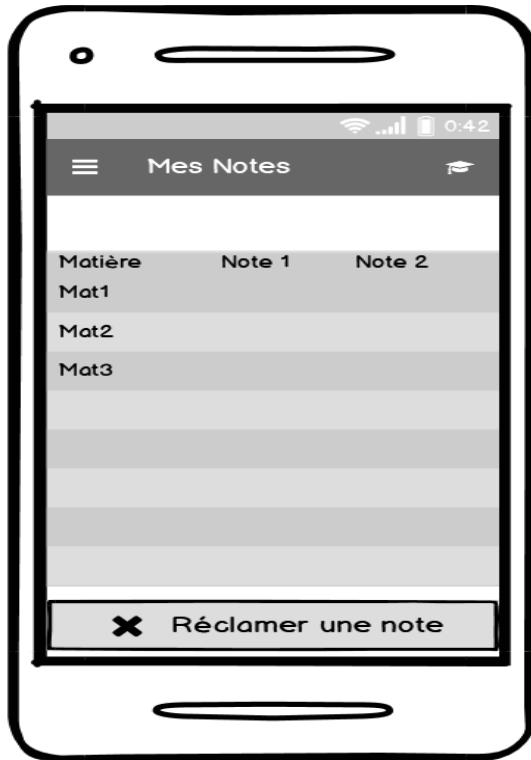 0:42
Mes Notes
Matière Note 1 Note 2
Mat1
Mat2
Mat3
Réclamer une note